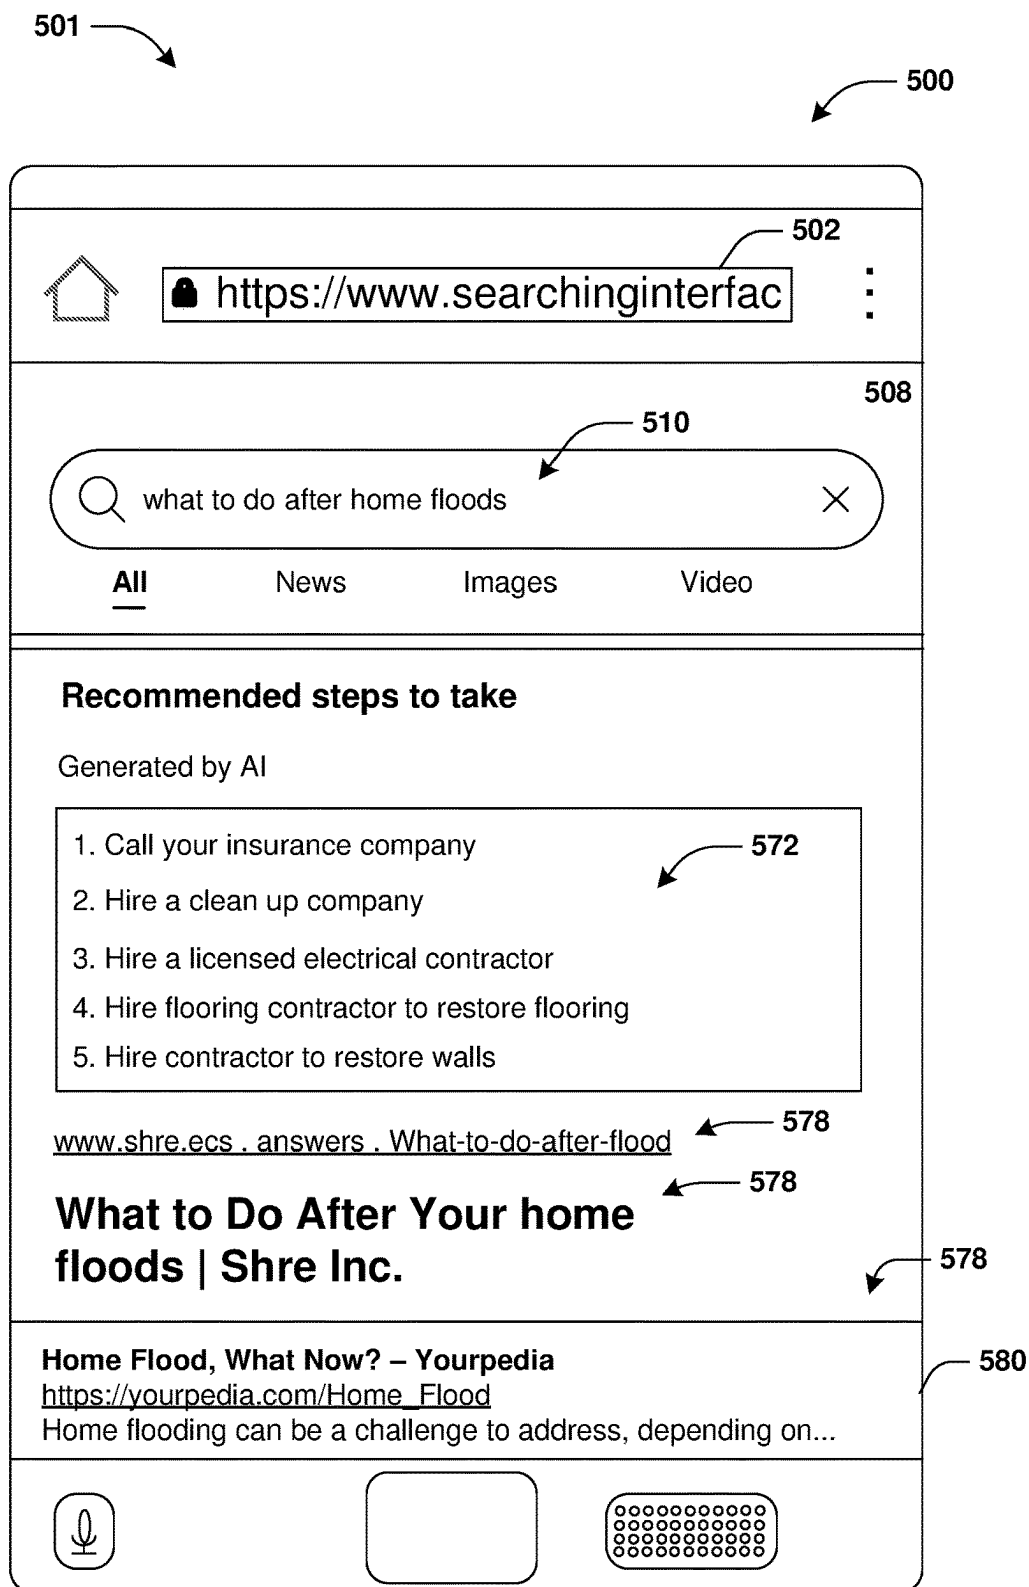 501
500
502
https://www.searchinginterfac
508
510
what to do after home floods
All News Images Video
Recommended steps to take
Generated by AI
1. Call your insurance company
572
2. Hire a clean up company
3. Hire a licensed electrical contractor
4. Hire flooring contractor to restore flooring
5. Hire contractor to restore walls
578
www.shre.ecs . answers . What-to-do-after-flood
578
What to Do After Your home
floods | Shre Inc.
578
Home Flood, What Now? – Yourpedia
580
https://yourpedia.com/Home_Flood
Home flooding can be a challenge to address, depending on...